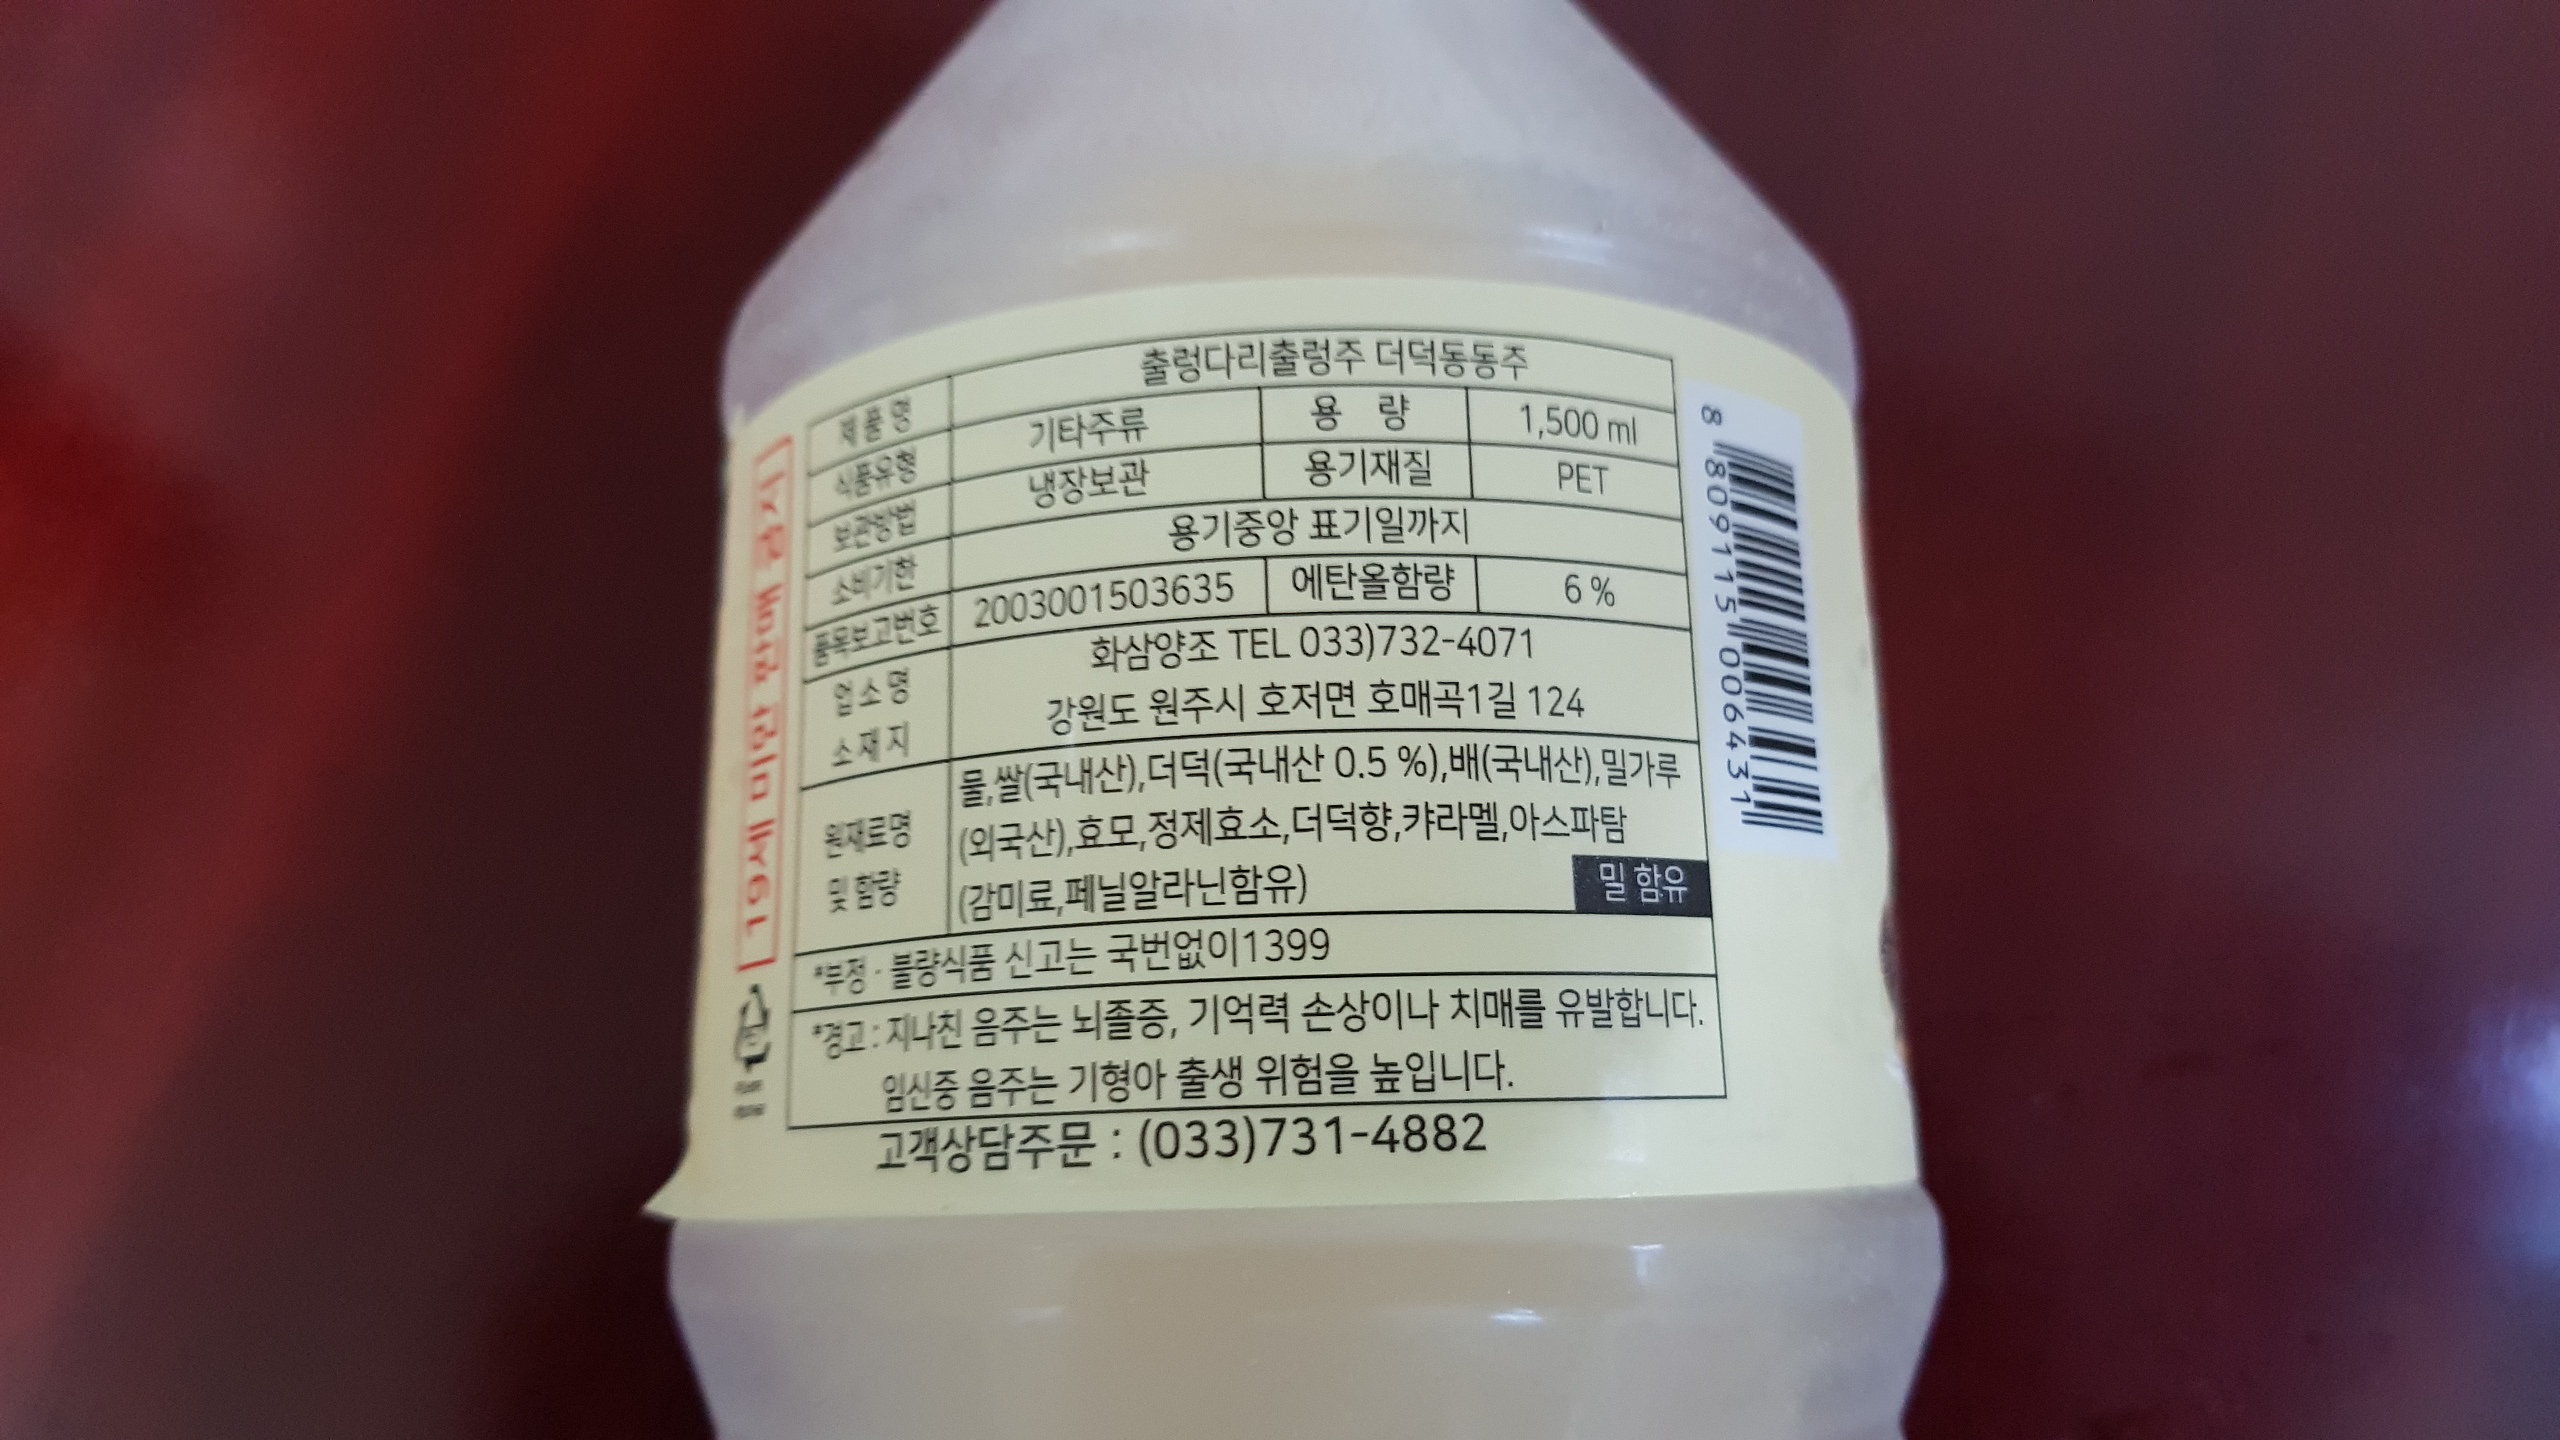 제품명 출렁다리출렁주 더덕동동주
식품유형 기타주류 용 량 1,500 ml
보관방법 냉장보관 용기재질 PET
소비기한 용기중앙 표기일까지
품목보고번호 2003001503635 에탄올함량 6 %
업소명 화삼양조 TEL 033)732-4071
소재지 강원도 원주시 호저면 호매곡1길 124
원재료명 및 함량
물,쌀(국내산),더덕(국내산 0.5 %),배(국내산),밀가루
(외국산),효모,정제효소,더덕향,캬라멜,아스파탐
(감미료,페닐알라닌함유) 밀 함유
*부정 · 불량식품 신고는 국번없이1399
*경고 : 지나친 음주는 뇌졸증, 기억력 손상이나 치매를 유발합니다.
임신중 음주는 기형아 출생 위험을 높입니다.
고객상담주문 : (033)731-4882
19세 미만 판매 금지
8 809115 006431